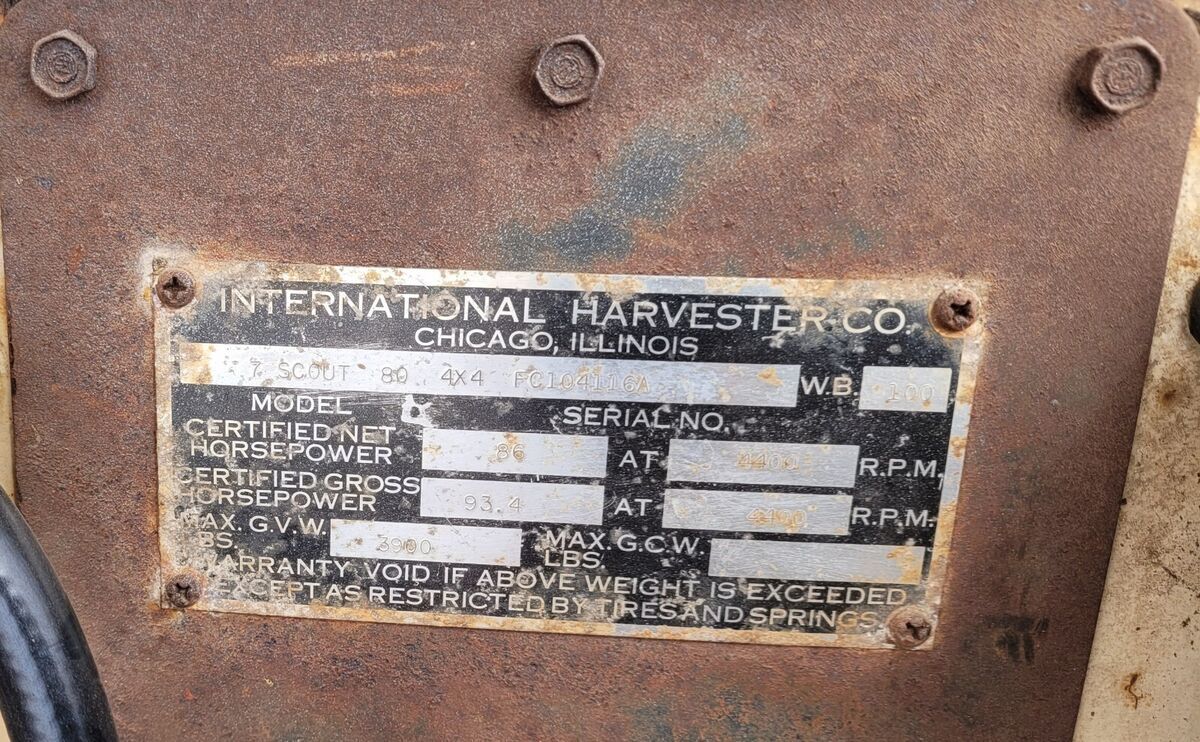 INTERNATIONAL HARVESTER CO.
CHICAGO, ILLINOIS
7 SCOUT 80 4X4 FC104116A W.B. 100
MODEL SERIAL NO.
CERTIFIED NET
HORSEPOWER 86 AT 4400 R.P.M.
CERTIFIED GROSS
HORSEPOWER 93.4 AT R.P.M.
MAX. G.V.W.
LBS. 3900
MAX. G.C.W.
LBS.
WARRANTY VOID IF ABOVE WEIGHT IS EXCEEDED
EXCEPT AS RESTRICTED BY TIRES AND SPRINGS